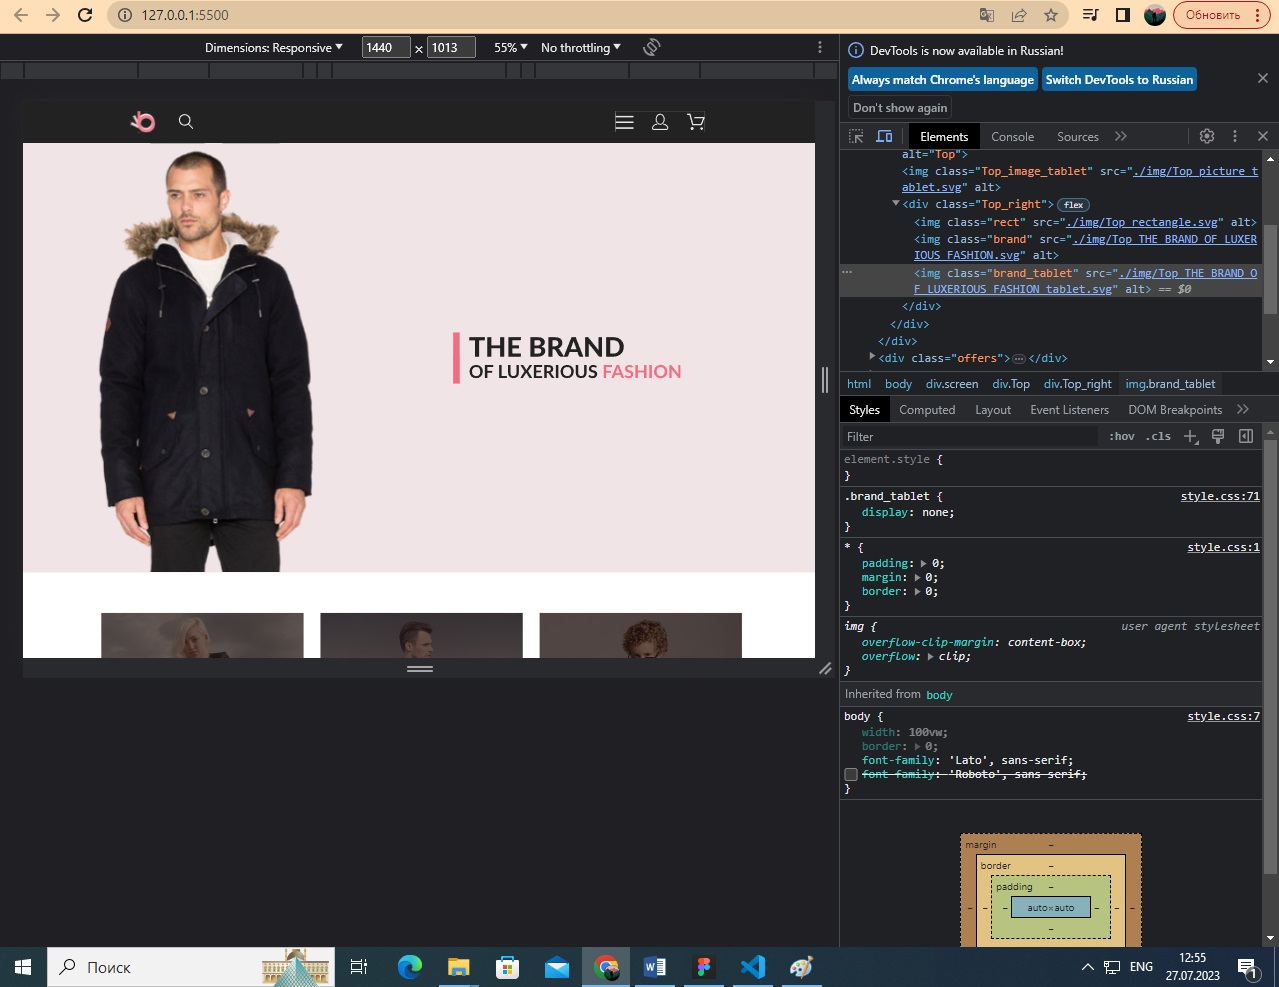 127.0.0.1:5500
Обновить
Dimensions: Responsive 1440 × 1013 55% No throttling
DevTools is now available in Russian!
Always match Chrome's language Switch DevTools to Russian
Don't show again
Elements Console Sources
alt="Top">
<img class="Top_image_tablet" src="./img/Top_picture_t
ablet.svg" alt>
<div class="Top_right"> flex
<img class="rect" src="./img/Top_rectangle.svg" alt>
<img class="brand" src="./img/Top_THE_BRAND_OF_LUXER
IOUS_FASHION.svg" alt>
<img class="brand_tablet" src="./img/Top_THE_BRAND_O
F_LUXERIOUS_FASHION_tablet.svg" alt> == $0
</div>
</div>
</div>
<div class="offers"> … </div>
THE BRAND
OF LUXERIOUS FASHION
html body div.screen div.Top div.Top_right img.brand_tablet
Styles Computed Layout Event Listeners DOM Breakpoints
Filter :hov .cls
element.style {
}
.brand_tablet { style.css:71
display: none;
}
* { style.css:1
padding: 0;
margin: 0;
border: 0;
}
img { user agent stylesheet
overflow-clip-margin: content-box;
overflow: clip;
}
Inherited from body
body { style.css:7
width: 100vw;
border: 0;
font-family: 'Lato', sans-serif;
font-family: 'Roboto', sans-serif;
}
margin –
border –
padding –
– – – auto×auto – – –
–
Поиск
ENG
12:55
27.07.2023
1